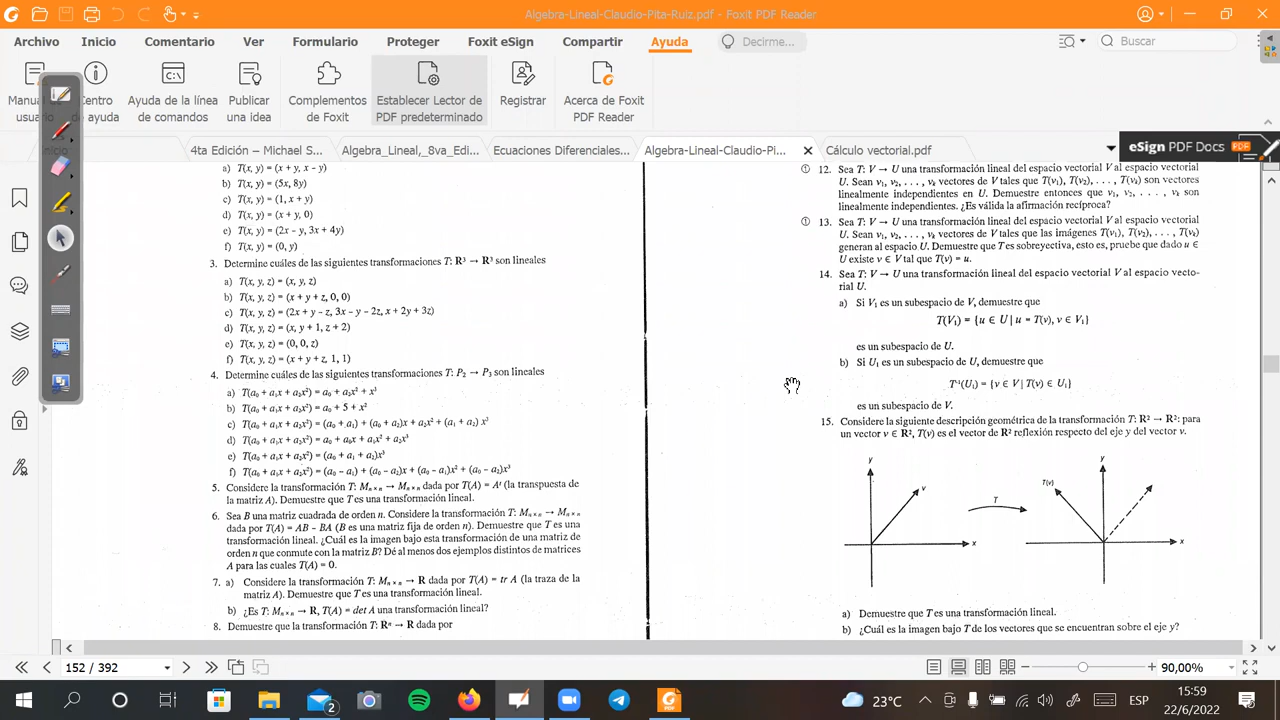 Algebra-Lineal-Claudio-Pita-Ruiz.pdf - Foxit PDF Reader
Archivo Inicio Comentario Ver Formulario Proteger Foxit eSign Compartir Ayuda Decirme... Buscar
Manual de usuario
Centro de ayuda
Ayuda de la línea de comandos
Publicar una idea
Complementos de Foxit
Establecer Lector de PDF predeterminado
Registrar
Acerca de Foxit PDF Reader
Inicio
4ta Edición – Michael S...
Algebra_Lineal,_8va_Edi...
Ecuaciones Diferenciales...
Algebra-Lineal-Claudio-Pi...
Cálculo vectorial.pdf
eSign PDF Docs
a) T(x, y) = (x + y, x - y)
b) T(x, y) = (5x, 8y)
c) T(x, y) = (1, x + y)
d) T(x, y) = (x + y, 0)
e) T(x, y) = (2x - y, 3x + 4y)
f) T(x, y) = (0, y)
3. Determine cuáles de las siguientes transformaciones T: R³ → R³ son lineales
a) T(x, y, z) = (x, y, z)
b) T(x, y, z) = (x + y + z, 0, 0)
c) T(x, y, z) = (2x + y - z, 3x - y - 2z, x + 2y + 3z)
d) T(x, y, z) = (x, y + 1, z + 2)
e) T(x, y, z) = (0, 0, z)
f) T(x, y, z) = (x + y + z, 1, 1)
4. Determine cuáles de las siguientes transformaciones T: P₂ → P₃ son lineales
a) T(a₀ + a₁x + a₂x²) = a₀ + a₂x² + x³
b) T(a₀ + a₁x + a₂x²) = a₀ + 5 + x²
c) T(a₀ + a₁x + a₂x²) = (a₀ + a₁) + (a₀ + a₂)x + a₂x² + (a₁ + a₂) x³
d) T(a₀ + a₁x + a₂x²) = a₀ + a₀x + a₁x² + a₂x³
e) T(a₀ + a₁x + a₂x²) = (a₀ + a₁ + a₂)x³
f) T(a₀ + a₁x + a₂x²) = (a₀ - a₁) + (a₀ - a₂)x + (a₀ - a₁)x² + (a₀ - a₂)x³
5. Considere la transformación T: Mₙₓₙ → Mₙₓₙ dada por T(A) = Aᵗ (la transpuesta de
la matriz A). Demuestre que T es una transformación lineal.
6. Sea B una matriz cuadrada de orden n. Considere la transformación T: Mₙₓₙ → Mₙₓₙ
dada por T(A) = AB - BA (B es una matriz fija de orden n). Demuestre que T es una
transformación lineal. ¿Cuál es la imagen bajo esta transformación de una matriz de
orden n que conmute con la matriz B? Dé al menos dos ejemplos distintos de matrices
A para las cuales T(A) = 0.
7. a) Considere la transformación T: Mₙₓₙ → R dada por T(A) = tr A (la traza de la
matriz A). Demuestre que T es una transformación lineal.
b) ¿Es T: Mₙₓₙ → R, T(A) = det A una transformación lineal?
8. Demuestre que la transformación T: Rⁿ → R dado por
① 12. Sea T: V → U una transformación lineal del espacio vectorial V al espacio vectorial
U. Sean v₁, v₂, . . . , vₖ vectores de V tales que T(v₁), T(v₂), . . . , T(vₖ) son vectores
linealmente independientes en U. Demuestre entonces que v₁, v₂, . . . , vₖ son
linealmente independientes. ¿Es válida la afirmación recíproca?
① 13. Sea T: V → U una transformación lineal del espacio vectorial V al espacio vectorial
U. Sean v₁, v₂, . . . , vₖ vectores de V tales que las imágenes T(v₁), T(v₂), . . . , T(vₖ)
generan al espacio U. Demuestre que T es sobreyectiva, esto es, pruebe que dado u ∈
U existe v ∈ V tal que T(v) = u.
14. Sea T: V → U una transformación lineal del espacio vectorial V al espacio vecto-
rial U.
a) Si V₁ es un subespacio de V, demuestre que
T(V₁) = {u ∈ U | u = T(v), v ∈ V₁}
es un subespacio de U.
b) Si U₁ es un subespacio de U, demuestre que
T⁻¹(U₁) = {v ∈ V | T(v) ∈ U₁}
es un subespacio de V.
15. Considere la siguiente descripción geométrica de la transformación T: R² → R²: para
un vector v ∈ R², T(v) es el vector de R² reflexión respecto del eje y del vector v.
y v x T y T(v) x
a) Demuestre que T es una transformación lineal.
b) ¿Cuál es la imagen bajo T de los vectores que se encuentran sobre el eje y?
152 / 392
90,00%
2
23°C
ESP
15:59
22/6/2022